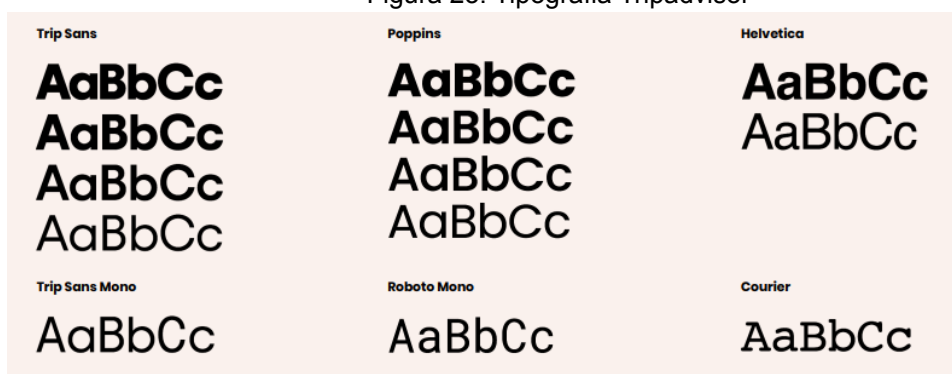 Figura 25. Tipografía Tripadvisor
Trip Sans
AaBbCc
AaBbCc
AaBbCc
AaBbCc
Poppins
AaBbCc
AaBbCc
AaBbCc
AaBbCc
Helvetica
AaBbCc
AaBbCc
Trip Sans Mono
AaBbCc
Roboto Mono
AaBbCc
Courier
AaBbCc